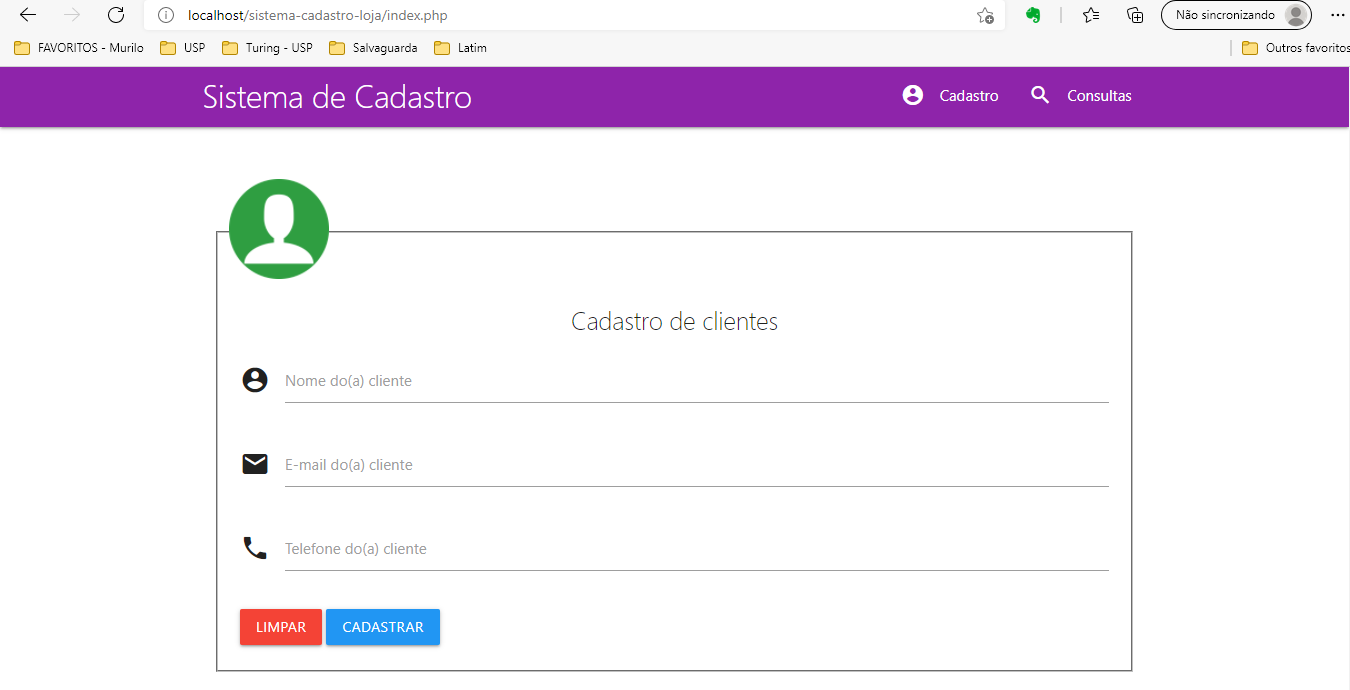 localhost/sistema-cadastro-loja/index.php
Não sincronizando
FAVORITOS - Murilo
USP
Turing - USP
Salvaguarda
Latim
Outros favoritos
Sistema de Cadastro
Cadastro
Consultas
Cadastro de clientes
Nome do(a) cliente
E-mail do(a) cliente
Telefone do(a) cliente
LIMPAR
CADASTRAR